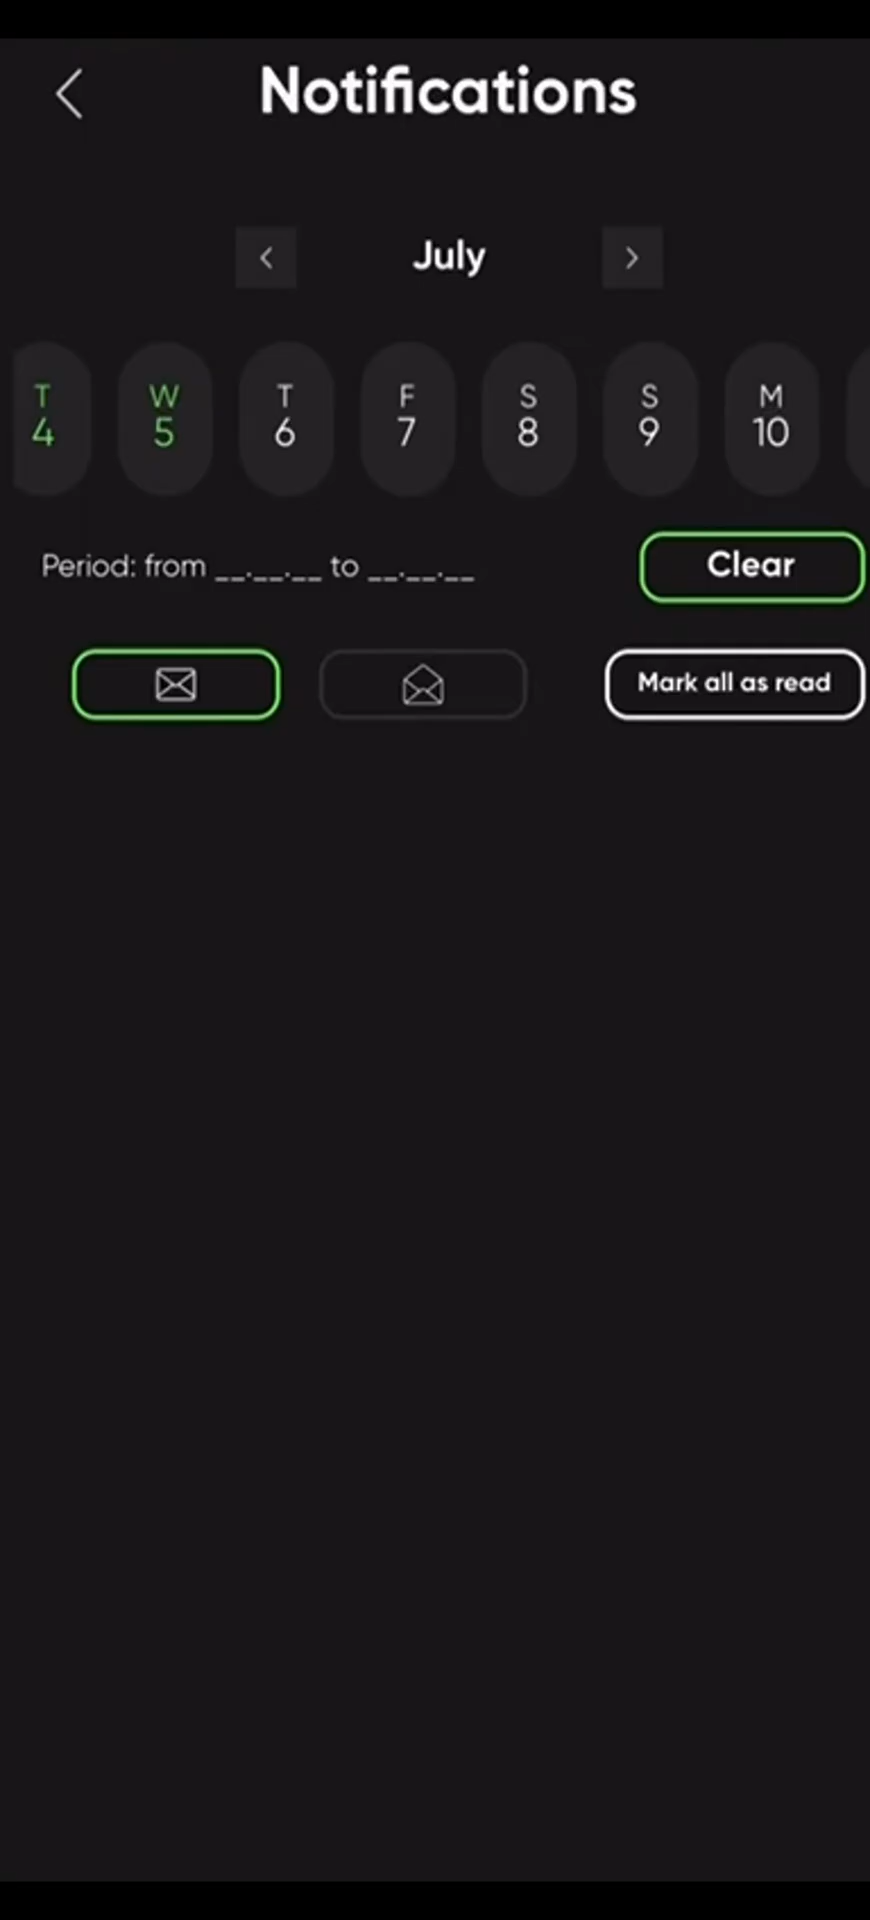 Notifications
July
T W T F S S M
4 5 6 7 8 9 10
Period: from __.__.__ to __.__.__
Clear
Mark all as read